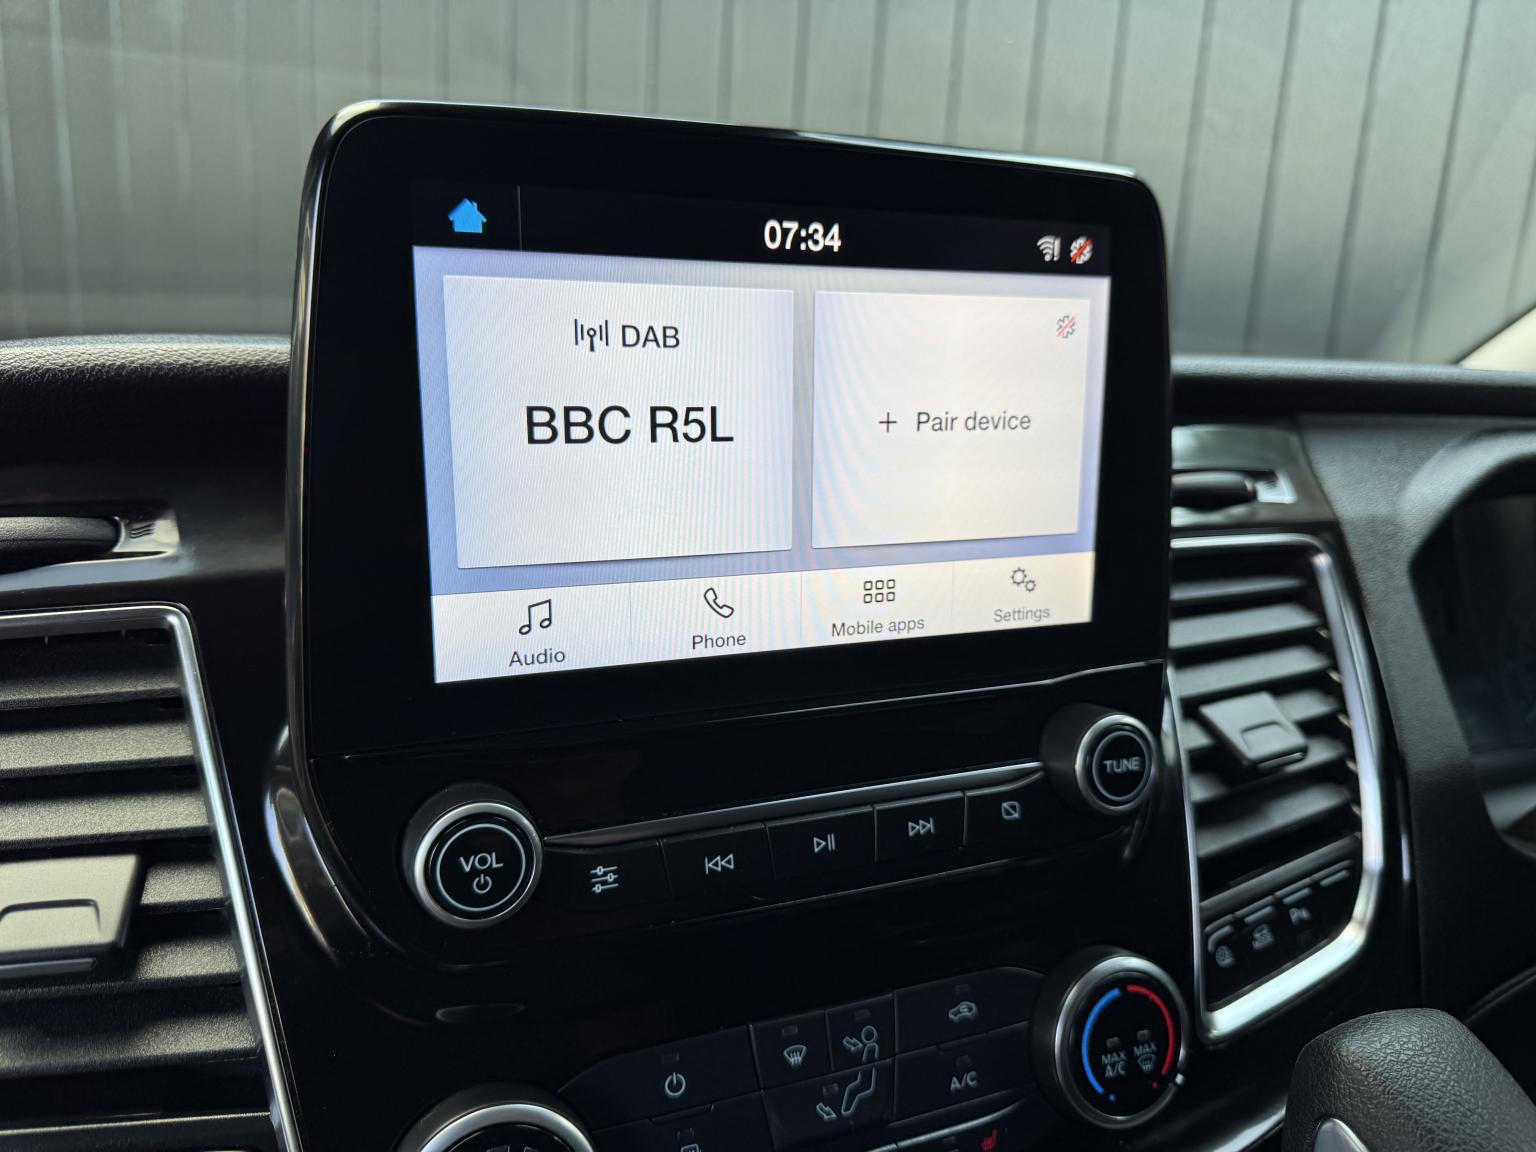 07:34
DAB
BBC R5L
+ Pair device
Audio
Phone
Mobile apps
Settings
VOL
TUNE
MAX
A/C
MAX
A/C